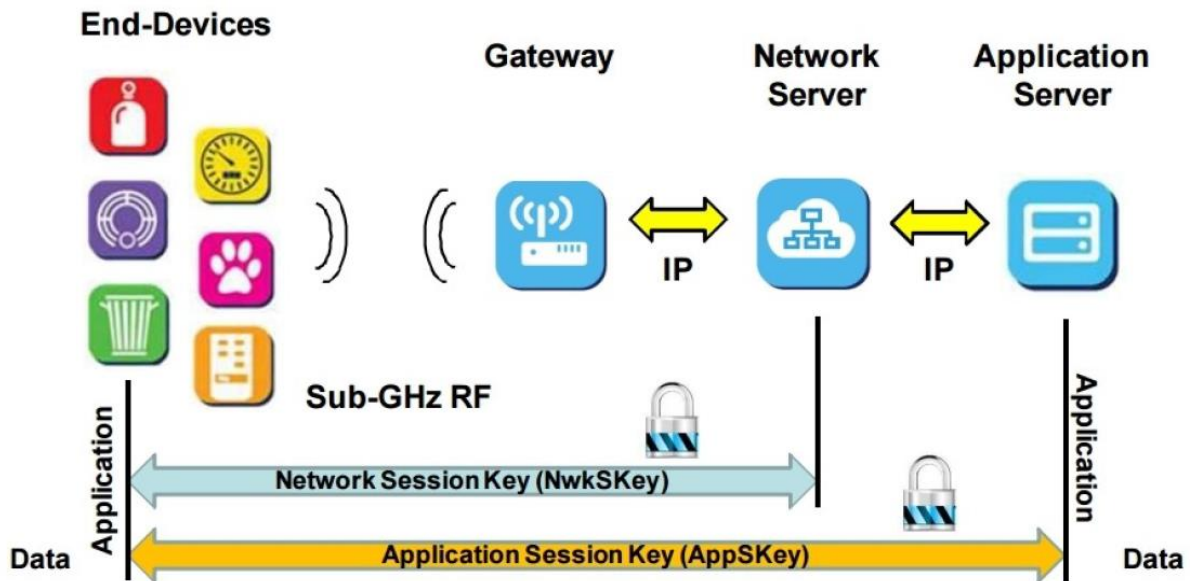 End-Devices
Gateway
Network
Server
Application
Server
IP
IP
Sub-GHz RF
Application
Application
Network Session Key (NwkSKey)
Application Session Key (AppSKey)
Data
Data